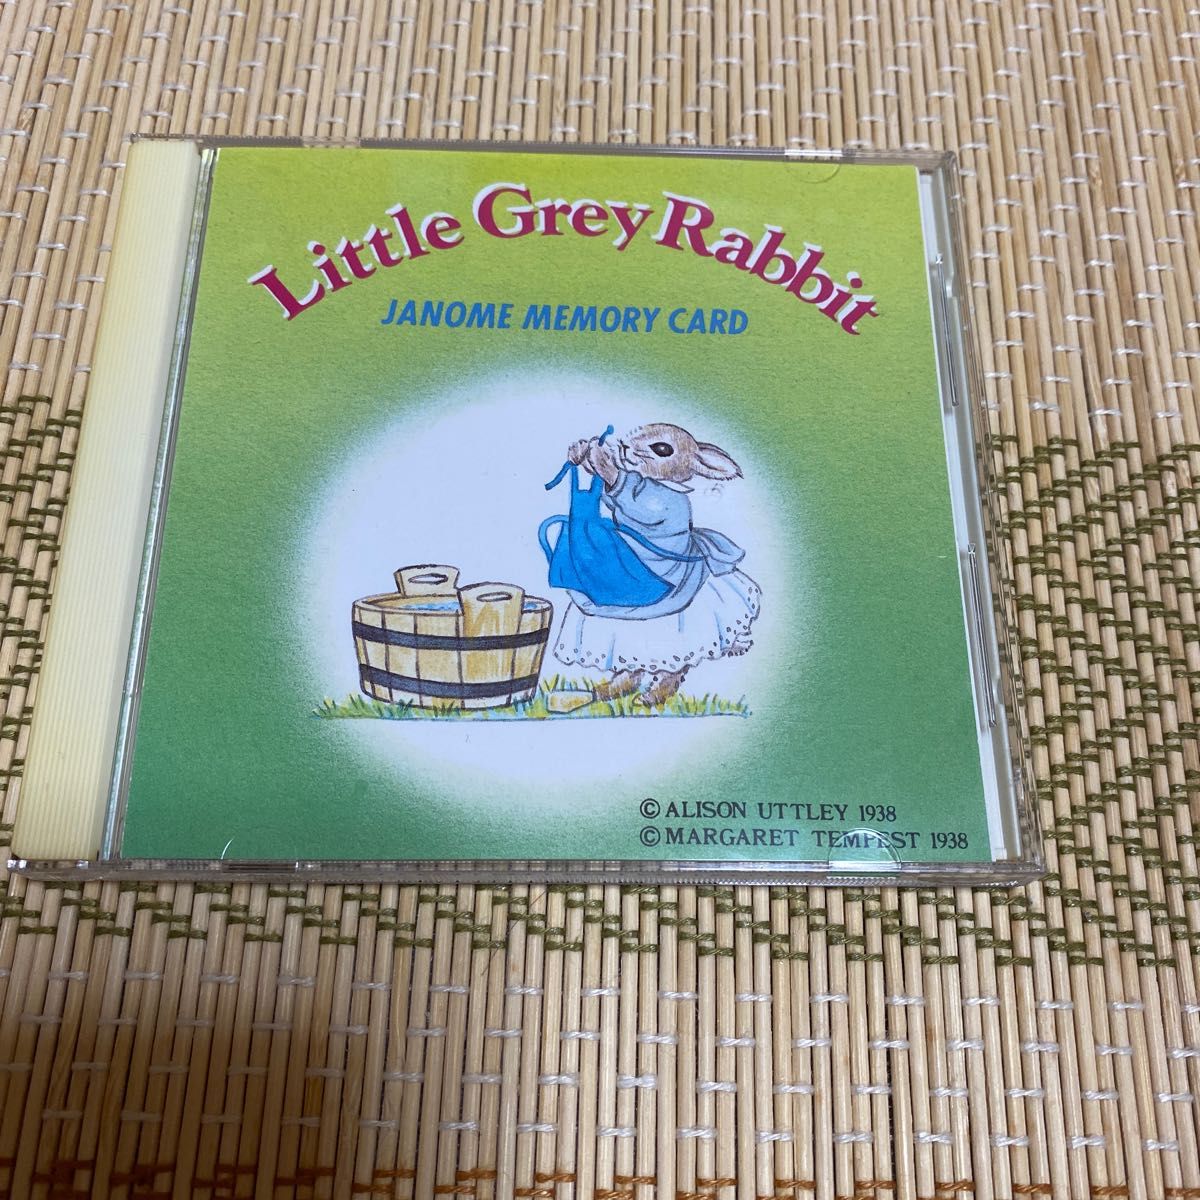 Little Grey Rabbit
JANOME MEMORY CARD
© ALISON UTTLEY 1938
© MARGARET TEMPEST 1938